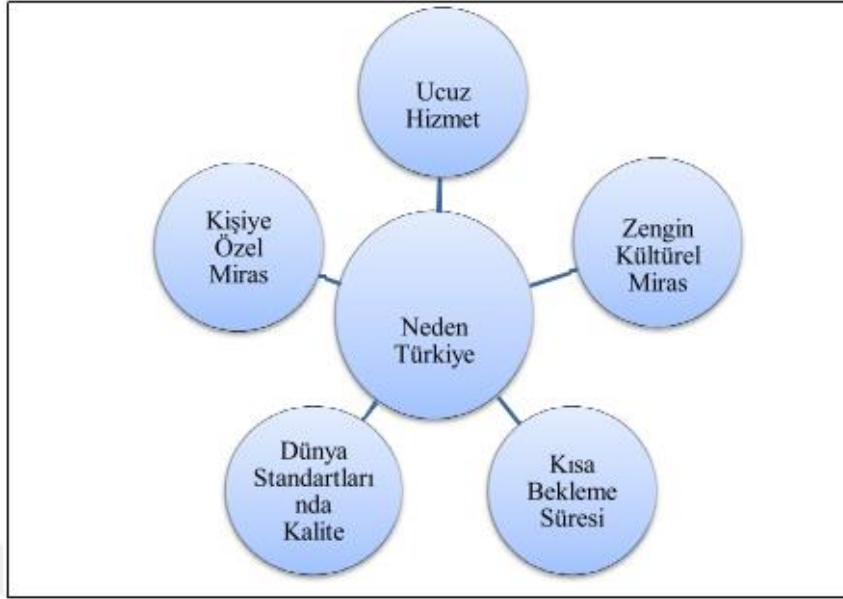 Ucuz
Hizmet
Kişiye
Özel
Miras
Zengin
Kültürel
Miras
Neden
Türkiye
Dünya
Standartları
nda
Kalite
Kısa
Bekleme
Süresi